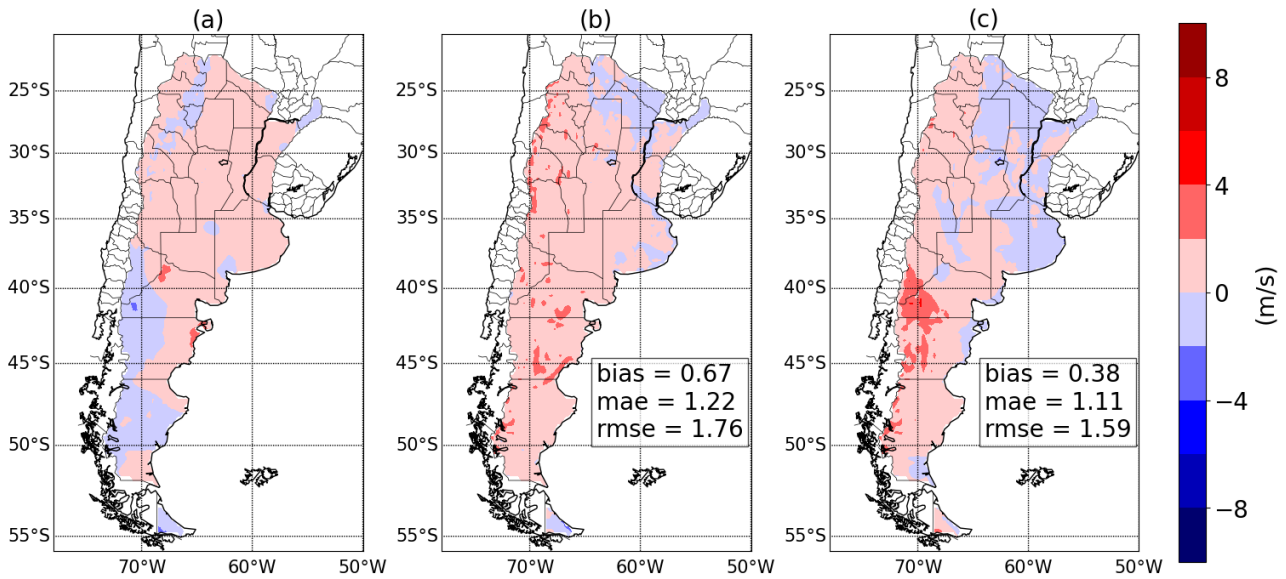 (a) (b) (c)
25°S 25°S 25°S 8
30°S 30°S 30°S 4
35°S 35°S 35°S
40°S 40°S 40°S 0 (m/s)
45°S 45°S 45°S
bias = 0.67 bias = 0.38
mae = 1.22 mae = 1.11 −4
rmse = 1.76 rmse = 1.59
50°S 50°S 50°S
−8
55°S 55°S 55°S
70°W 60°W 50°W 70°W 60°W 50°W 70°W 60°W 50°W